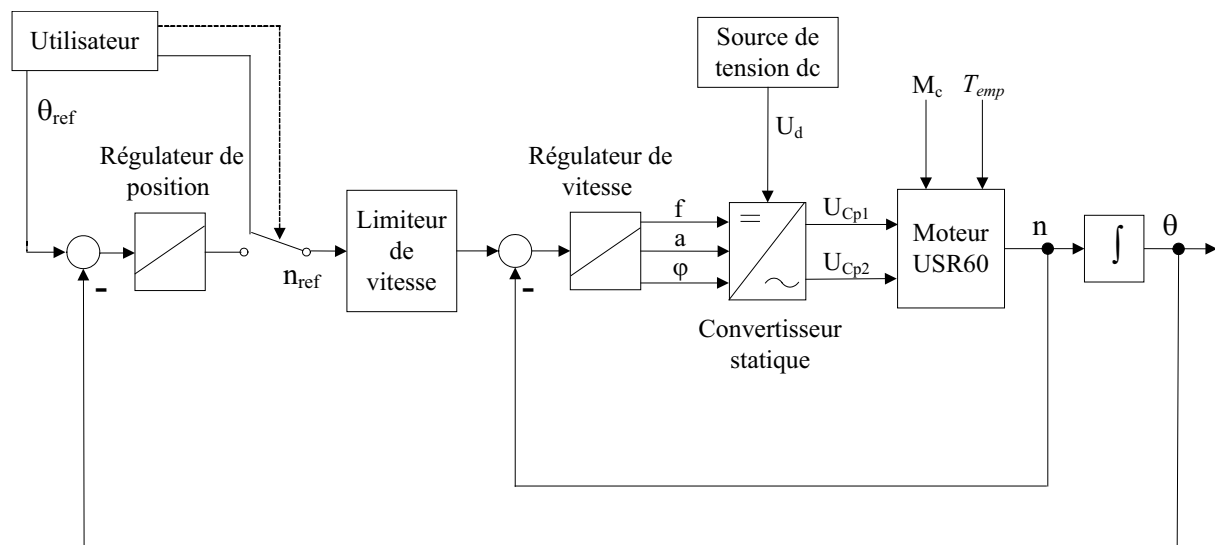 Utilisateur
Source de
tension dc
θref
Mc
Temp
Ud
Régulateur de
position
Régulateur de
vitesse
Limiteur
de
vitesse
f
a
φ
=
~
UCp1
UCp2
Moteur
USR60
n
∫
θ
nref
-
-
Convertisseur
statique